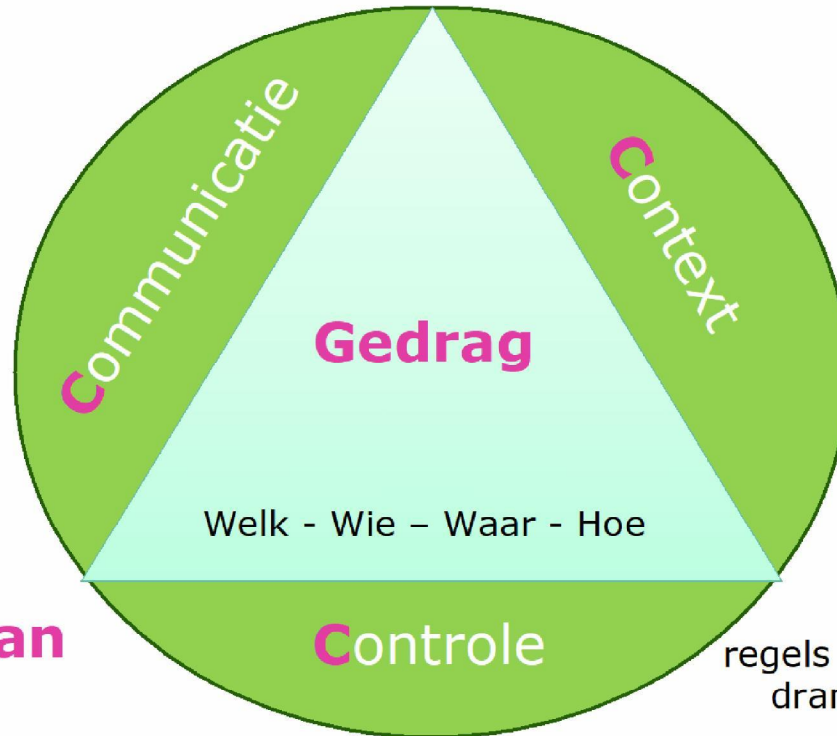 Communicatie
Context
Gedrag
Welk - Wie – Waar - Hoe
an
Controle
regels
dran